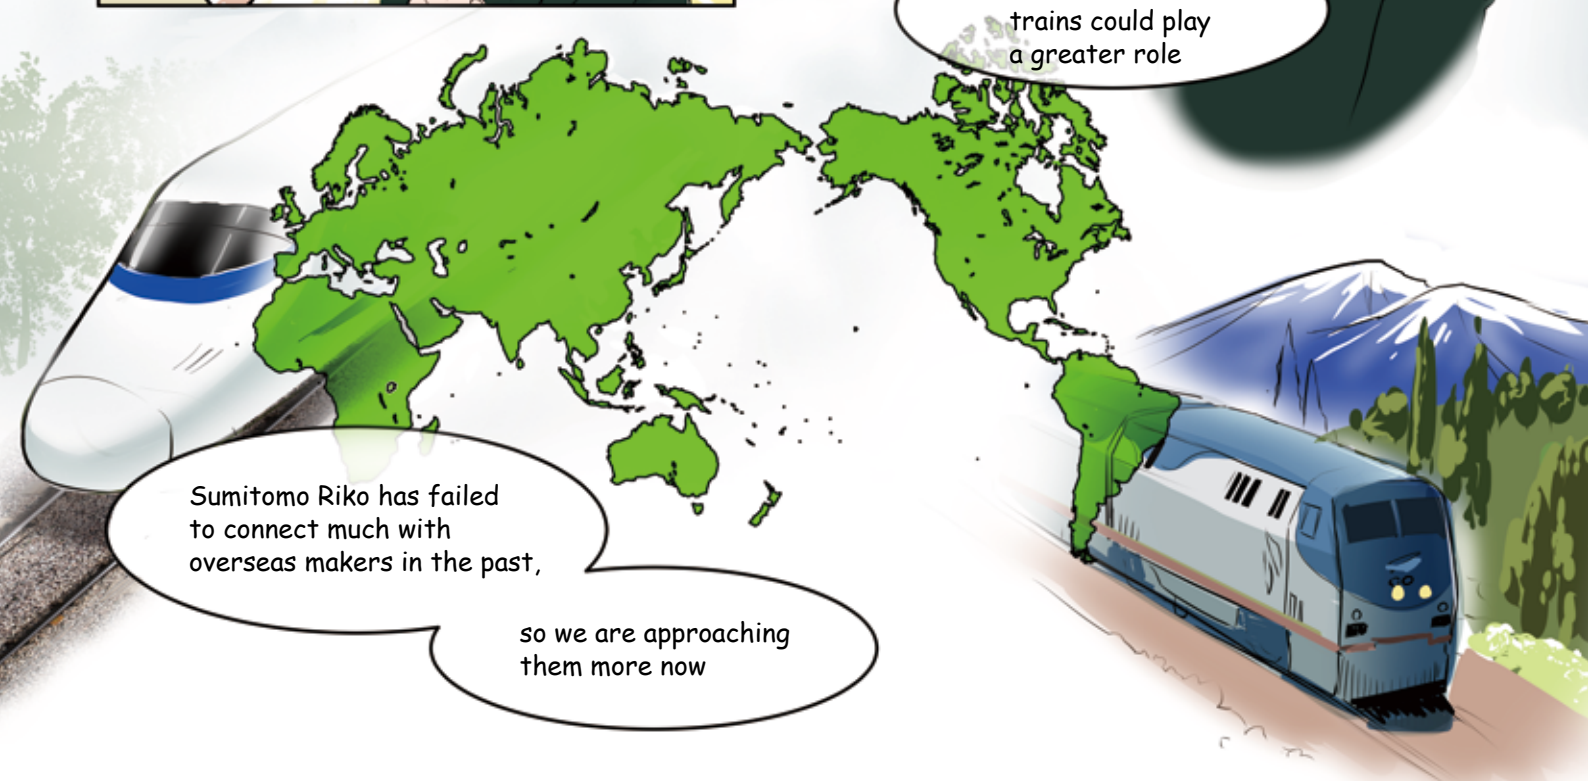 trains could play
a greater role
Sumitomo Riko has failed
to connect much with
overseas makers in the past,
so we are approaching
them more now